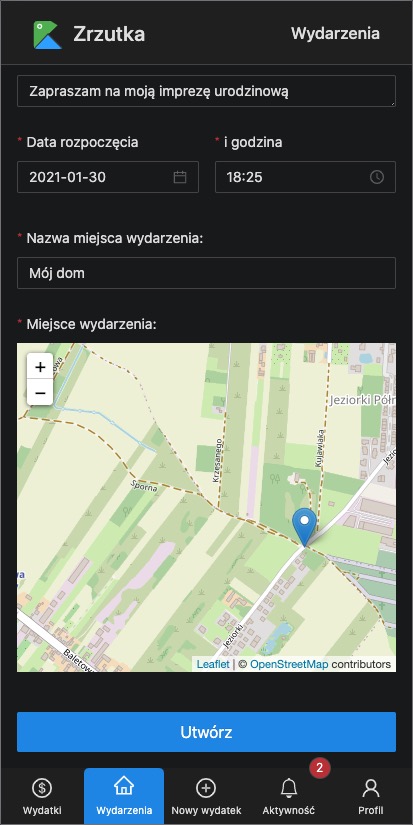 Zrzutka
Wydarzenia
Zapraszam na moją imprezę urodzinową
* Data rozpoczęcia
* i godzina
2021-01-30
18:25
* Nazwa miejsca wydarzenia:
Mój dom
* Miejsce wydarzenia:
+
−
Jeziorki Półn
Krzesanego
Kujawiaka
Sporna
Jeziorki
Baletow
Leaflet | © OpenStreetMap contributors
Utwórz
2
Wydatki
Wydarzenia
Nowy wydatek
Aktywność
Profil